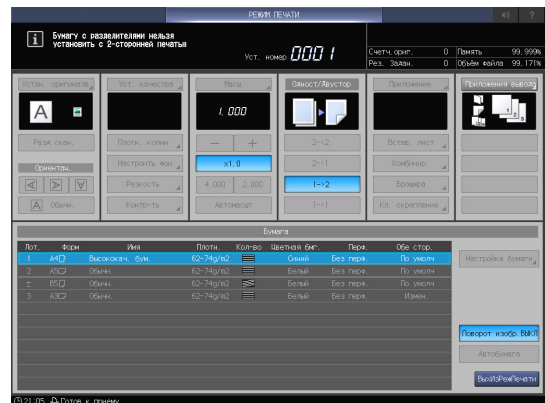 РЕЖИМ ПЕЧАТИ
Бумагу с разделителями нельзя
установить с 2-сторонней печатью
Уст. номер 0001
Счетч.ориг. 0
Память 99.999%
Рез. Задан. 0
Объём файла 99.171%
Устан. оригинала
Уст. качества
Масш
Одност/Двустор
Приложение
Приложения вывода
A
1.000
Разд.скан.
Плотн. копии
2->2
Встав. лист
Ориентац.
Настроить фон
x1.0
2->1
Комбинир.
Резкость
4.000
2.000
1->2
Брошюра
Обычн.
Контр-ть
Автомасшт
1->1
Кл. скрепление
Бумага
Лот. Форм Имя Плотн. Кол-во Цветная бмг. Перф. Обе стор.
1 A4 Высококач. бум. 62-74g/m2 Синий Без перф. По умолч
2 A5 Обычн. 62-74g/m2 Белый Без перф. По умолч
± B5 Обычн. 62-74g/m2 Белый Без перф. По умолч
3 A3 Обычн. 62-74g/m2 Белый Без перф. Измен.
Настройка бумаги
Поворот изобр.ВЫКЛ
АвтоБумага
ВыхИзРежПечати
21:05 Готов к приему